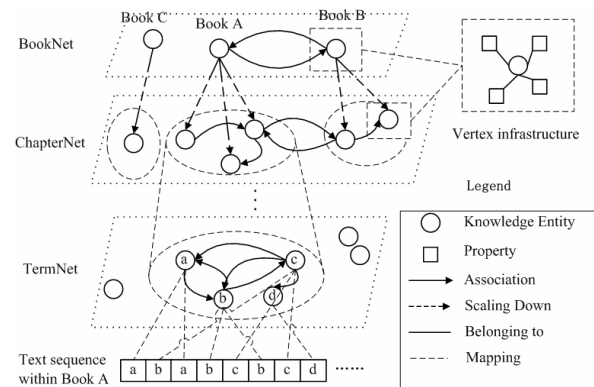 Book C
Book A
Book B
BookNet
ChapterNet
Vertex infrastructure
Legend
Knowledge Entity
Property
Association
Scaling Down
Belonging to
Mapping
TermNet
a
c
b
d
Text sequence
within Book A
a b a b c b c d ······